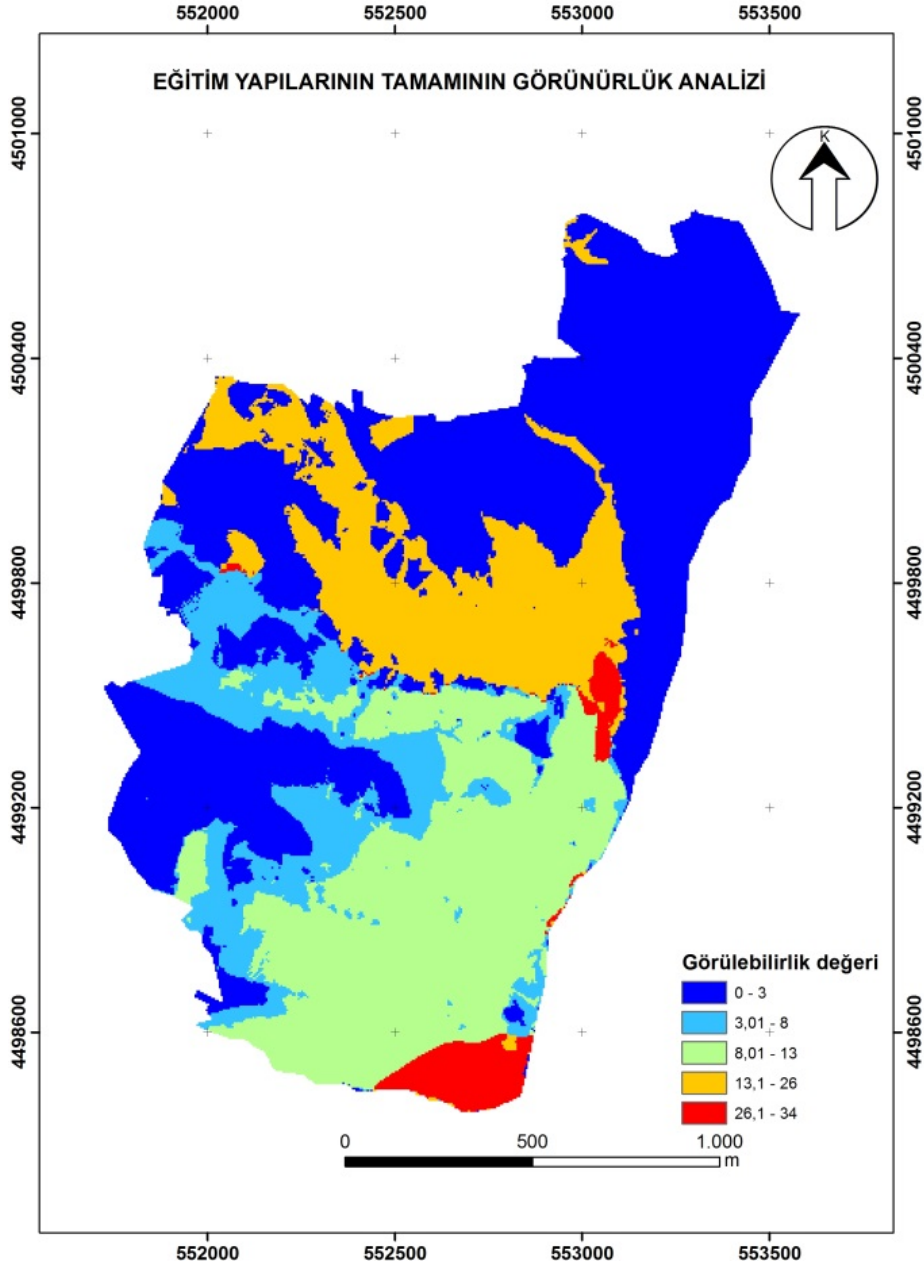 552000 552500 553000 553500
EĞİTİM YAPILARININ TAMAMININ GÖRÜNÜRLÜK ANALİZİ
K
4501000 4501000
4500400 4500400
4499800 4499800
4499200 4499200
Görülebilirlik değeri
0 - 3
3,01 - 8
4498600 4498600
8,01 - 13
13,1 - 26
26,1 - 34
0 500 1.000
m
552000 552500 553000 553500